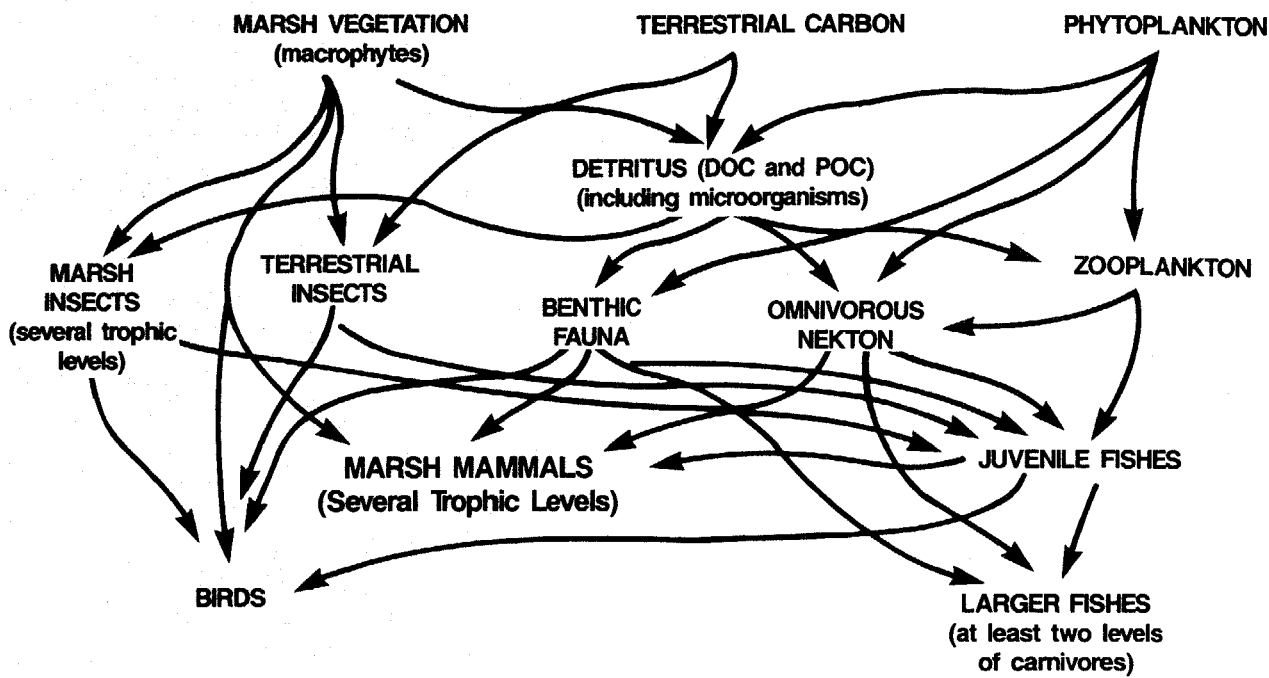 MARSH VEGETATION
(macrophytes)
TERRESTRIAL CARBON
PHYTOPLANKTON
DETRITUS (DOC and POC)
(including microorganisms)
MARSH
INSECTS
(several trophic
levels)
TERRESTRIAL
INSECTS
BENTHIC
FAUNA
OMNIVOROUS
NEKTON
ZOOPLANKTON
MARSH MAMMALS
(Several Trophic Levels)
JUVENILE FISHES
BIRDS
LARGER FISHES
(at least two levels
of carnivores)